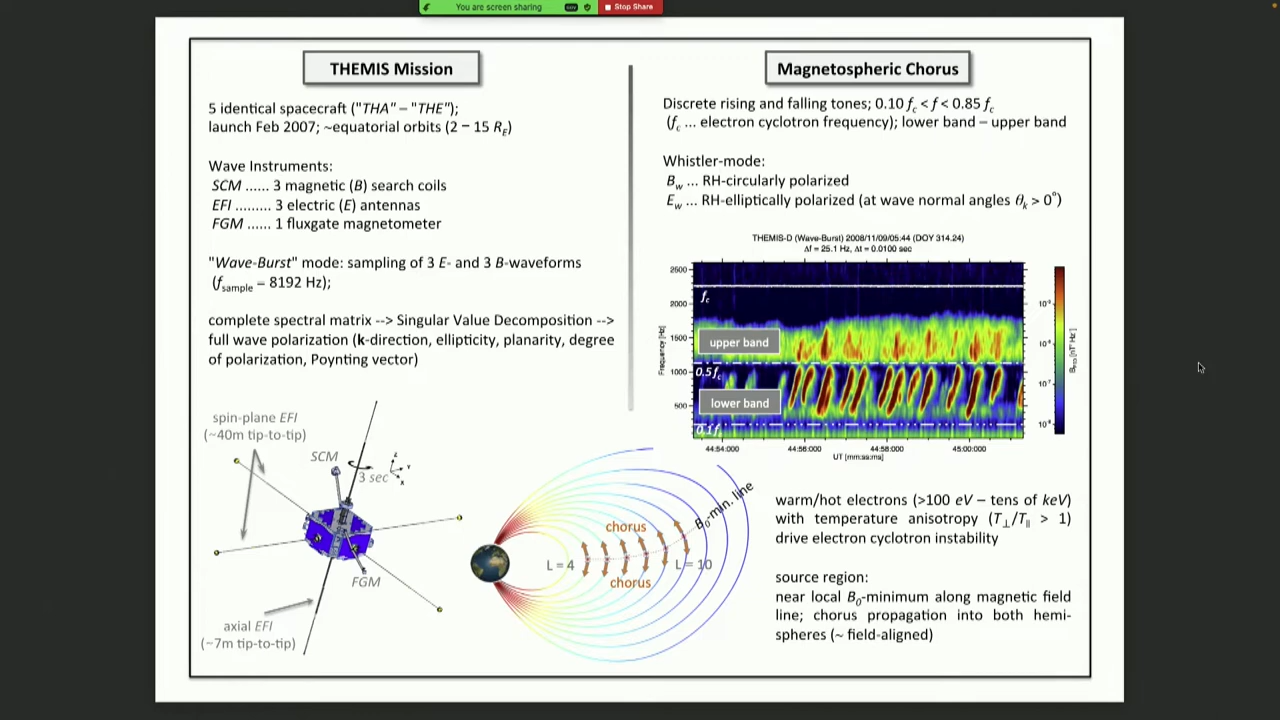 You are screen sharing
Stop Share
THEMIS Mission
5 identical spacecraft ("THA" – "THE");
launch Feb 2007; ~equatorial orbits (2 – 15 R_E)
Wave Instruments:
SCM ...... 3 magnetic (B) search coils
EFI ......... 3 electric (E) antennas
FGM ...... 1 fluxgate magnetometer
"Wave-Burst" mode: sampling of 3 E- and 3 B-waveforms
(f_sample – 8192 Hz);
complete spectral matrix --> Singular Value Decomposition -->
full wave polarization (k-direction, ellipticity, planarity, degree
of polarization, Poynting vector)
spin-plane EFI
(~40m tip-to-tip)
SCM
3 sec
FGM
axial EFI
(~7m tip-to-tip)
Magnetospheric Chorus
Discrete rising and falling tones; 0.10 f_c < f < 0.85 f_c
(f_c ... electron cyclotron frequency); lower band – upper band
Whistler-mode:
B_w ... RH-circularly polarized
E_w ... RH-elliptically polarized (at wave normal angles θ_k > 0°)
THEMIS-D (Wave-Burst) 2008/11/09/05:44 (DOY 314.24)
Δf = 25.1 Hz, Δt = 0.0100 sec
Frequency [Hz]
2500
2000
1500
1000
500
f_c
upper band
0.5f_c
lower band
0.1f_c
44:54:000
44:56:000
44:58:000
45:00:000
UT [mm:ss:ms]
chorus
chorus
L = 4
L = 10
B_0-min. line
warm/hot electrons (>100 eV – tens of keV)
with temperature anisotropy (T_⊥/T_∥ > 1)
drive electron cyclotron instability
source region:
near local B_0-minimum along magnetic field
line; chorus propagation into both hemi-
spheres (~ field-aligned)